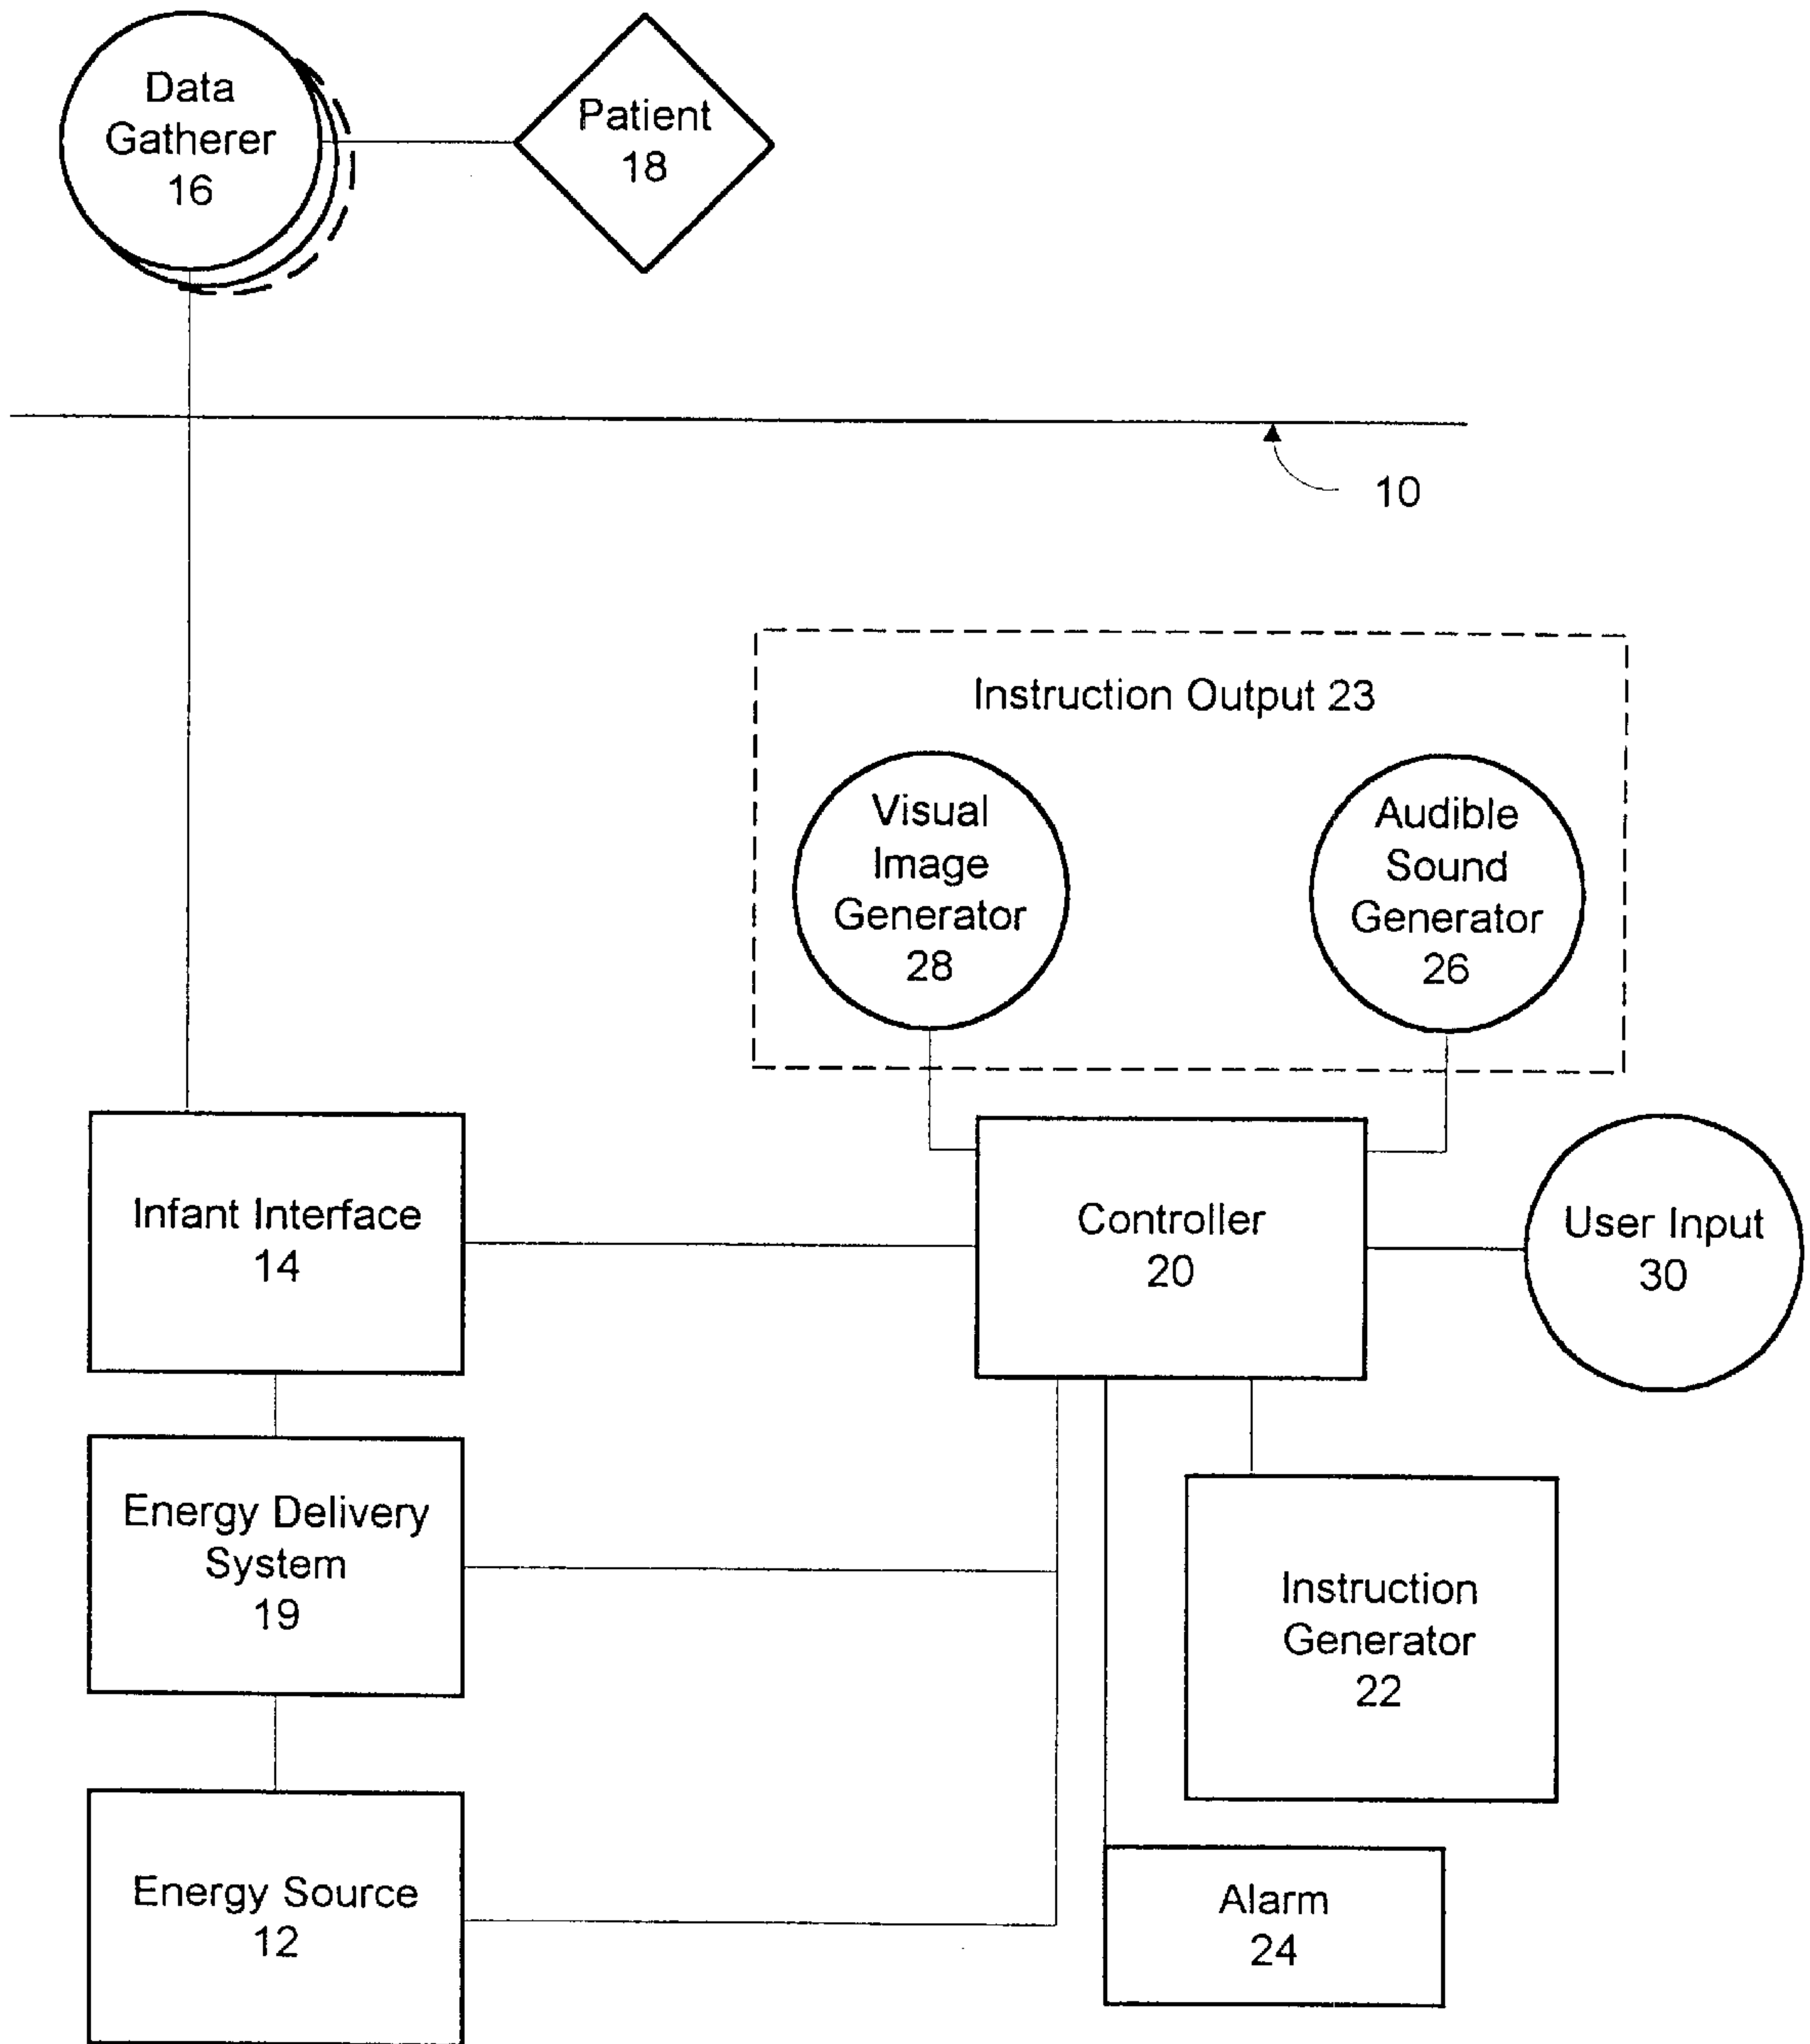 Data
Gatherer
16
Patient
18
10
Instruction Output 23
Visual
Image
Generator
28
Audible
Sound
Generator
26
Infant Interface
14
Controller
20
User Input
30
Energy Delivery
System
19
Instruction
Generator
22
Energy Source
12
Alarm
24